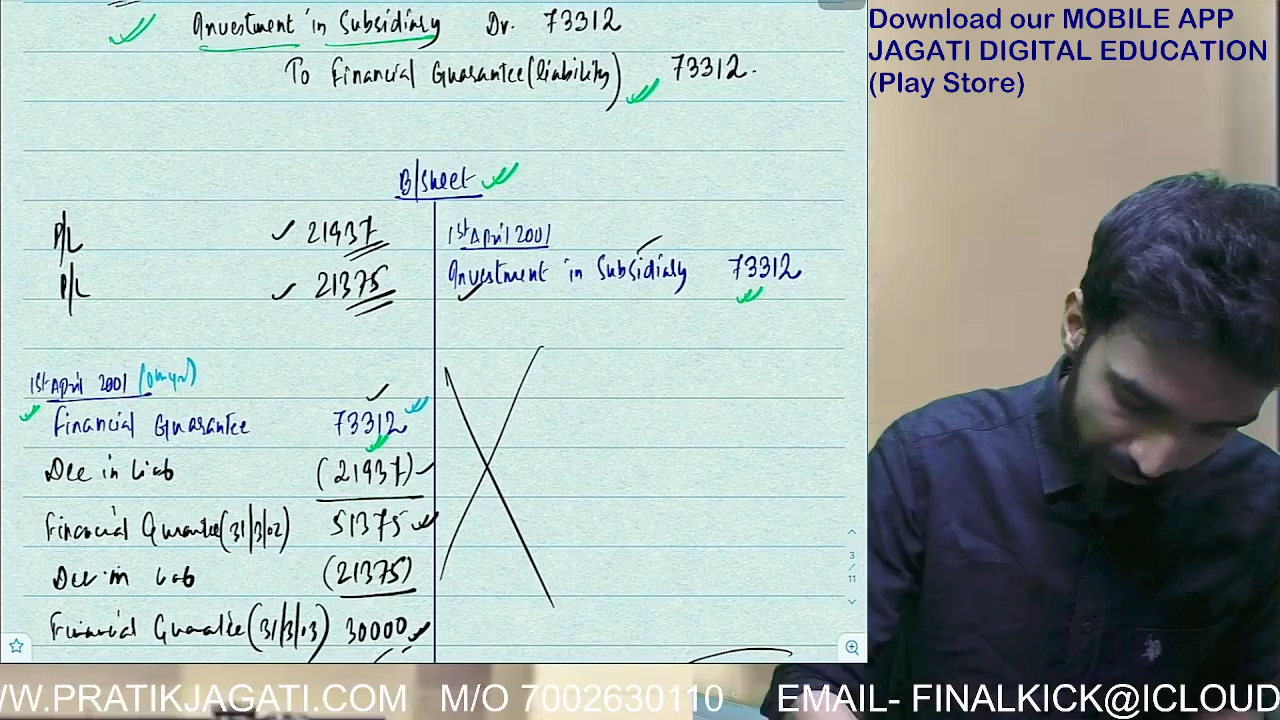 Investment in Subsidiary Dr. 73312
To Financial Guarantee (liability) 73312.
B/Sheet
P/L 21937
P/L 21375
1st April 2001
Investment in Subsidiary 73312
1st April 2001
Financial Guarantee 73312
Dec in Liab (21937)
Financial Gurantee (31/3/02) 51375
Dec in Liab (21375)
Financial Guarantee (31/3/03) 30000
3
/
11
Download our MOBILE APP
JAGATI DIGITAL EDUCATION
(Play Store)
/W.PRATIKJAGATI.COM M/O 7002630110 EMAIL- FINALKICK@ICLOUD